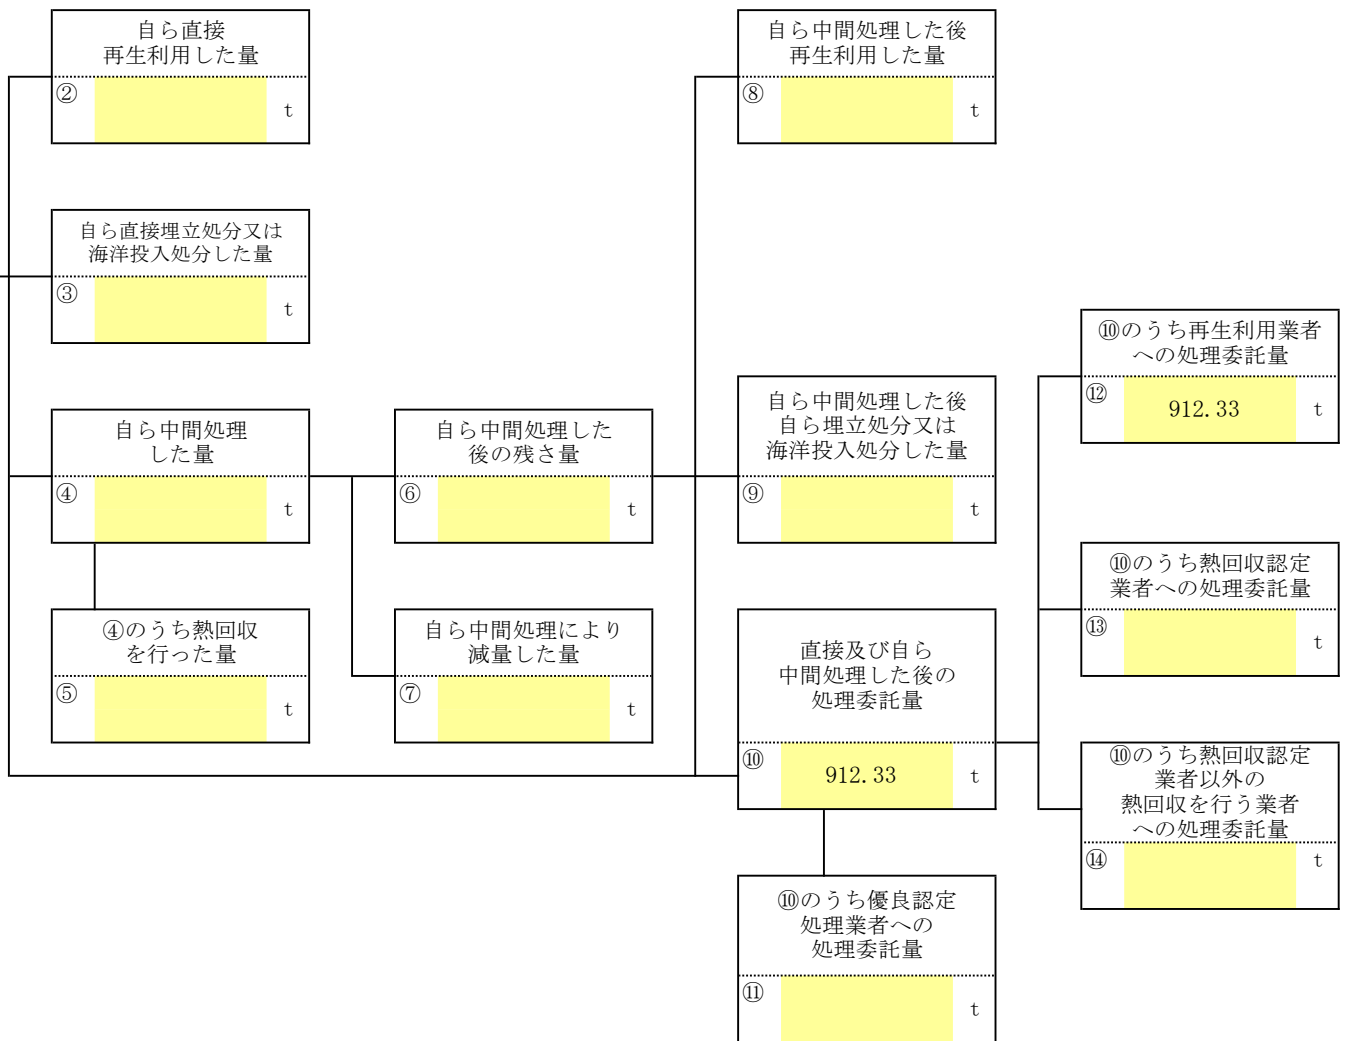 自ら直接
再生利用した量
②
t
自ら中間処理した後
再生利用した量
⑧
t
自ら直接埋立処分又は
海洋投入処分した量
③
t
⑩のうち再生利用業者
への処理委託量
⑫
912.33
t
自ら中間処理
した量
④
t
自ら中間処理した
後の残さ量
⑥
t
自ら中間処理した後
自ら埋立処分又は
海洋投入処分した量
⑨
t
⑩のうち熱回収認定
業者への処理委託量
⑬
t
④のうち熱回収
を行った量
⑤
t
自ら中間処理により
減量した量
⑦
t
直接及び自ら
中間処理した後の
処理委託量
⑩
912.33
t
⑩のうち熱回収認定
業者以外の
熱回収を行う業者
への処理委託量
⑭
t
⑩のうち優良認定
処理業者への
処理委託量
⑪
t